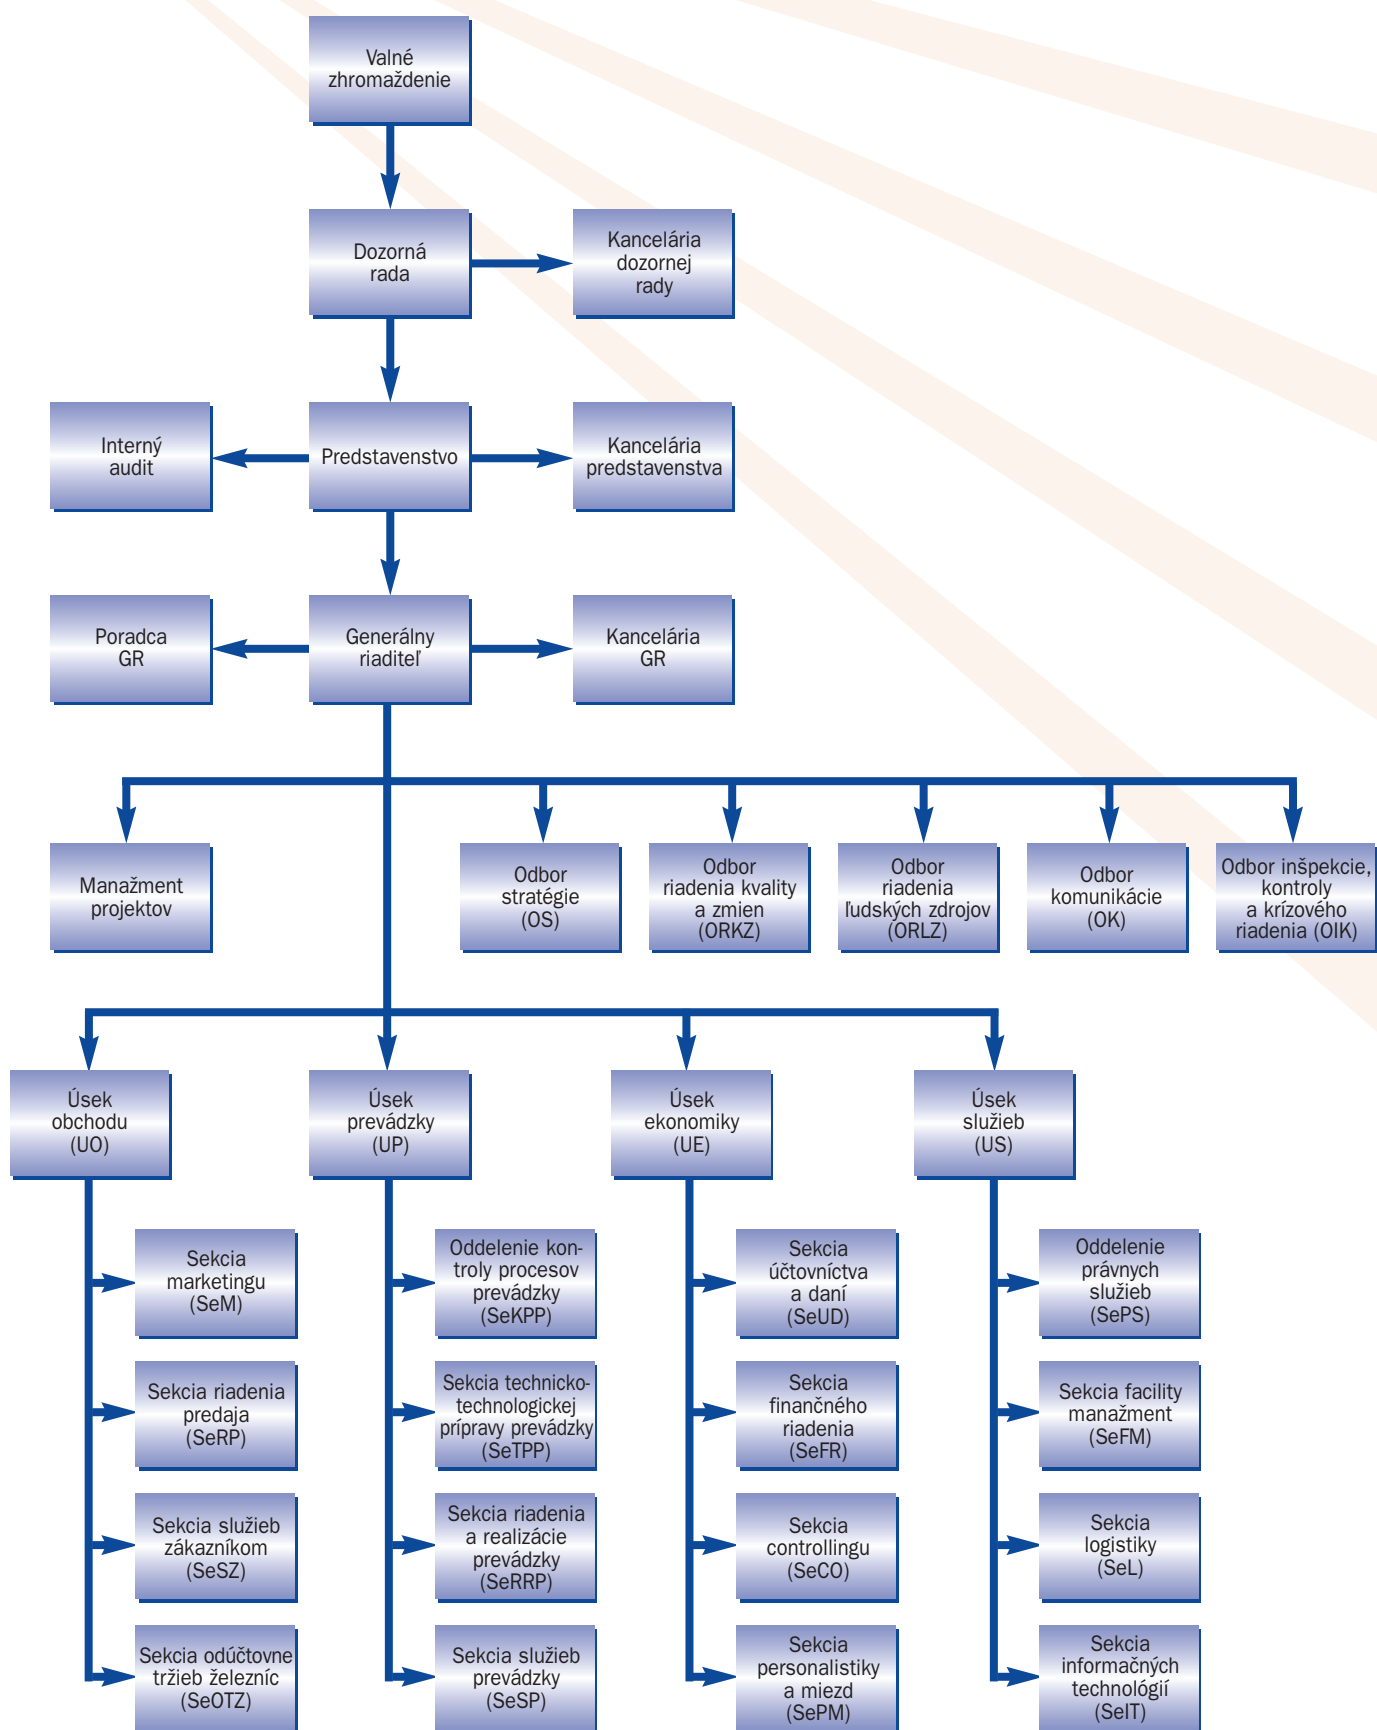 Valné
zhromaždenie
Dozorná
rada
Kancelária
dozornej
rady
Interný
audit
Predstavenstvo
Kancelária
predstavenstva
Poradca
GR
Generálny
riaditeľ
Kancelária
GR
Manažment
projektov
Odbor
stratégie
(OS)
Odbor
riadenia kvality
a zmien
(ORKZ)
Odbor
riadenia
ľudských zdrojov
(ORLZ)
Odbor
komunikácie
(OK)
Odbor inšpekcie,
kontroly
a krízového
riadenia (OIK)
Úsek
obchodu
(UO)
Úsek
prevádzky
(UP)
Úsek
ekonomiky
(UE)
Úsek
služieb
(US)
Sekcia
marketingu
(SeM)
Oddelenie kon-
troly procesov
prevádzky
(SeKPP)
Sekcia
účtovníctva
a daní
(SeUD)
Oddelenie
právnych
služieb
(SePS)
Sekcia riadenia
predaja
(SeRP)
Sekcia technicko-
technologickej
prípravy prevádzky
(SeTPP)
Sekcia
finančného
riadenia
(SeFR)
Sekcia facility
manažment
(SeFM)
Sekcia služieb
zákazníkom
(SeSZ)
Sekcia riadenia
a realizácie
prevádzky
(SeRRP)
Sekcia
controllingu
(SeCO)
Sekcia
logistiky
(SeL)
Sekcia odúčtovne
tržieb železníc
(SeOTZ)
Sekcia služieb
prevádzky
(SeSP)
Sekcia
personalistiky
a miezd
(SePM)
Sekcia
informačných
technológií
(SeIT)